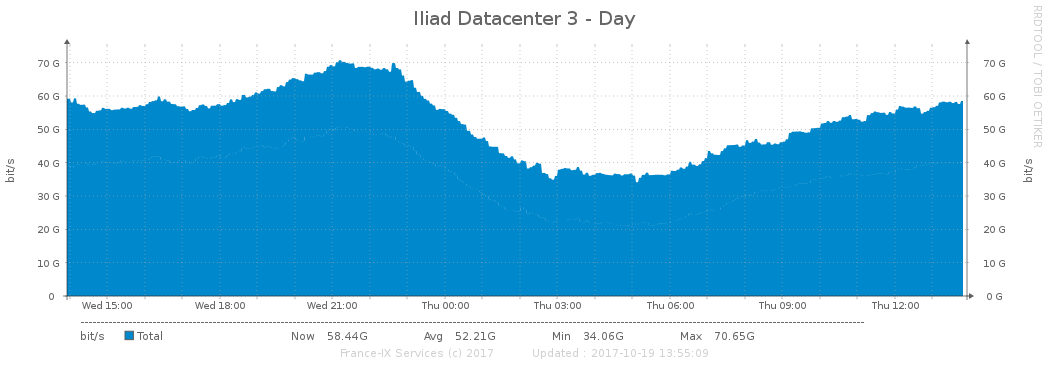 Iliad Datacenter 3 - Day
RRDTOOL / TOBI OETIKER
bit/s
bit/s
70 G 70 G
60 G 60 G
50 G 50 G
40 G 40 G
30 G 30 G
20 G 20 G
10 G 10 G
0 0 G
Wed 15:00 Wed 18:00 Wed 21:00 Thu 00:00 Thu 03:00 Thu 06:00 Thu 09:00 Thu 12:00
bit/s Total Now 58.44G Avg 52.21G Min 34.06G Max 70.65G
France-IX Services (c) 2017 Updated : 2017-10-19 13:55:09